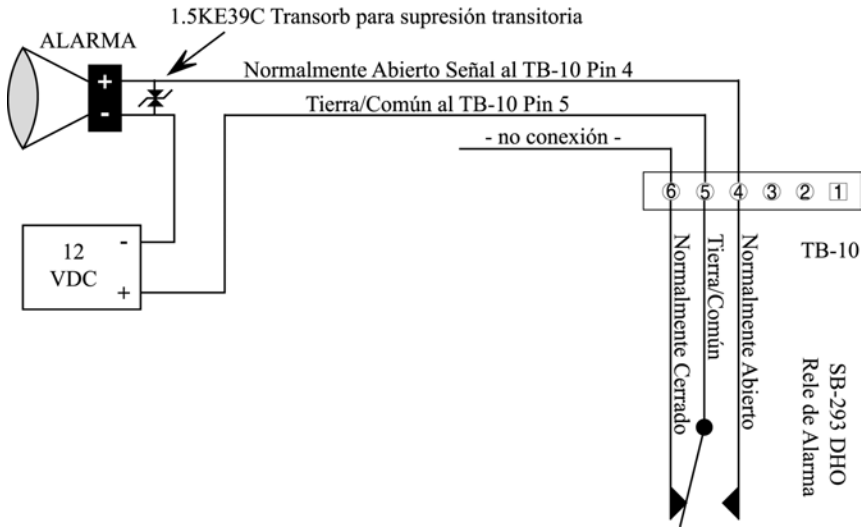 1.5KE39C Transorb para supresión transitoria
ALARMA
+
-
Normalmente Abierto Señal al TB-10 Pin 4
Tierra/Común al TB-10 Pin 5
- no conexión -
6 5 4 3 2 1
TB-10
12
VDC
-
+
Normalmente Cerrado
Tierra/Común
Normalmente Abierto
SB-293 DHO
Rele de Alarma